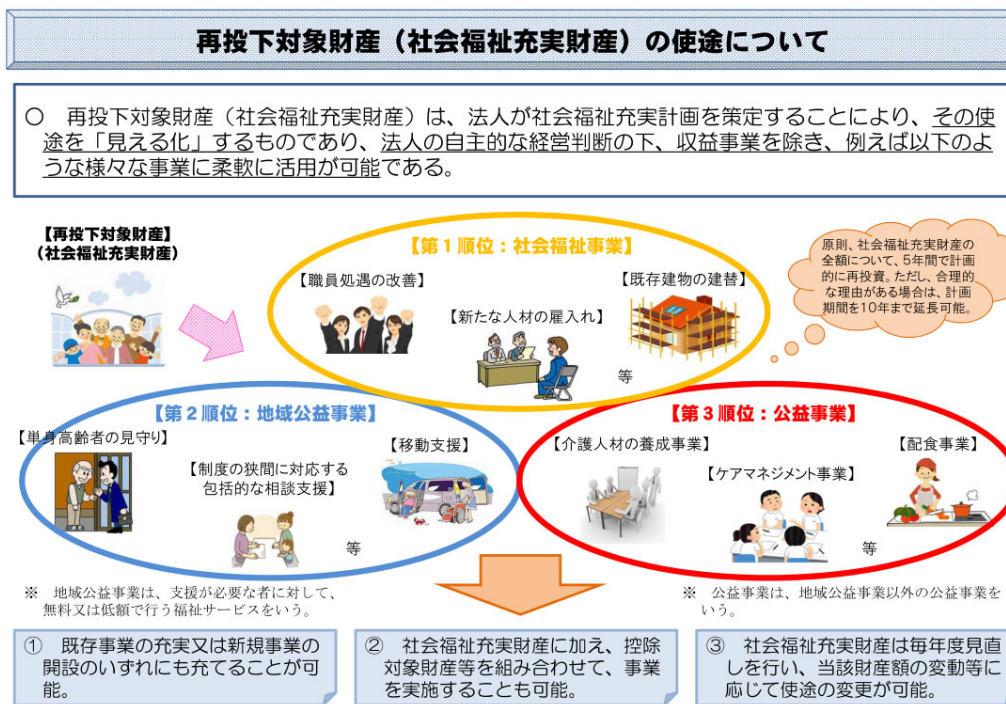 再投下対象財産（社会福祉充実財産）の使途について
○　再投下対象財産（社会福祉充実財産）は、法人が社会福祉充実計画を策定することにより、その使
途を「見える化」するものであり、法人の自主的な経営判断の下、収益事業を除き、例えば以下のよ
うな様々な事業に柔軟に活用が可能である。
【再投下対象財産】
（社会福祉充実財産）
【第１順位：社会福祉事業】
【職員処遇の改善】
【新たな人材の雇入れ】
【既存建物の建替】
等
原則、社会福祉充実財産の
全額について、5年間で計画
的に再投資。ただし、合理的
な理由がある場合は、計画
期間を10年まで延長可能。
【第２順位：地域公益事業】
【単身高齢者の見守り】
【制度の狭間に対応する
包括的な相談支援】
【移動支援】
等
【第３順位：公益事業】
【介護人材の養成事業】
【ケアマネジメント事業】
【配食事業】
等
※　地域公益事業は、支援が必要な者に対して、
無料又は低額で行う福祉サービスをいう。
※　公益事業は、地域公益事業以外の公益事業を
いう。
①　既存事業の充実又は新規事業の
開設のいずれにも充てることが可
能。
②　社会福祉充実財産に加え、控除
対象財産等を組み合わせて、事業
を実施することも可能。
③　社会福祉充実財産は毎年度見直
しを行い、当該財産額の変動等に
応じて使途の変更が可能。